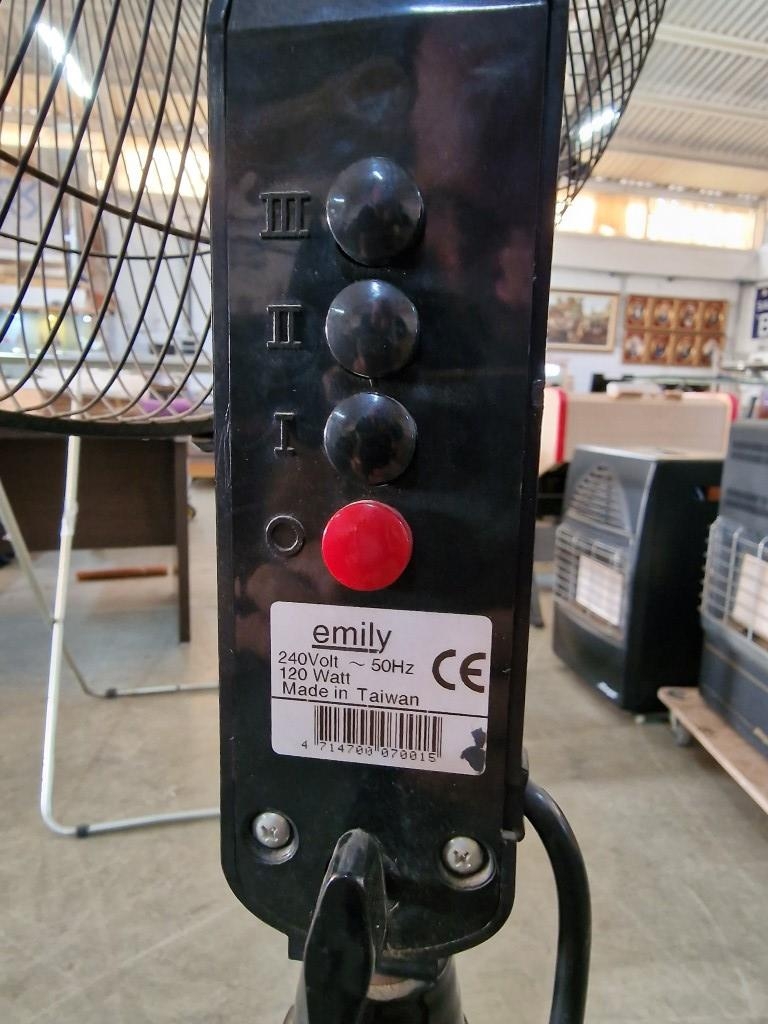 III
II
I
O
emily
240Volt ~ 50Hz
120 Watt
Made in Taiwan
CE
4 714700 070015